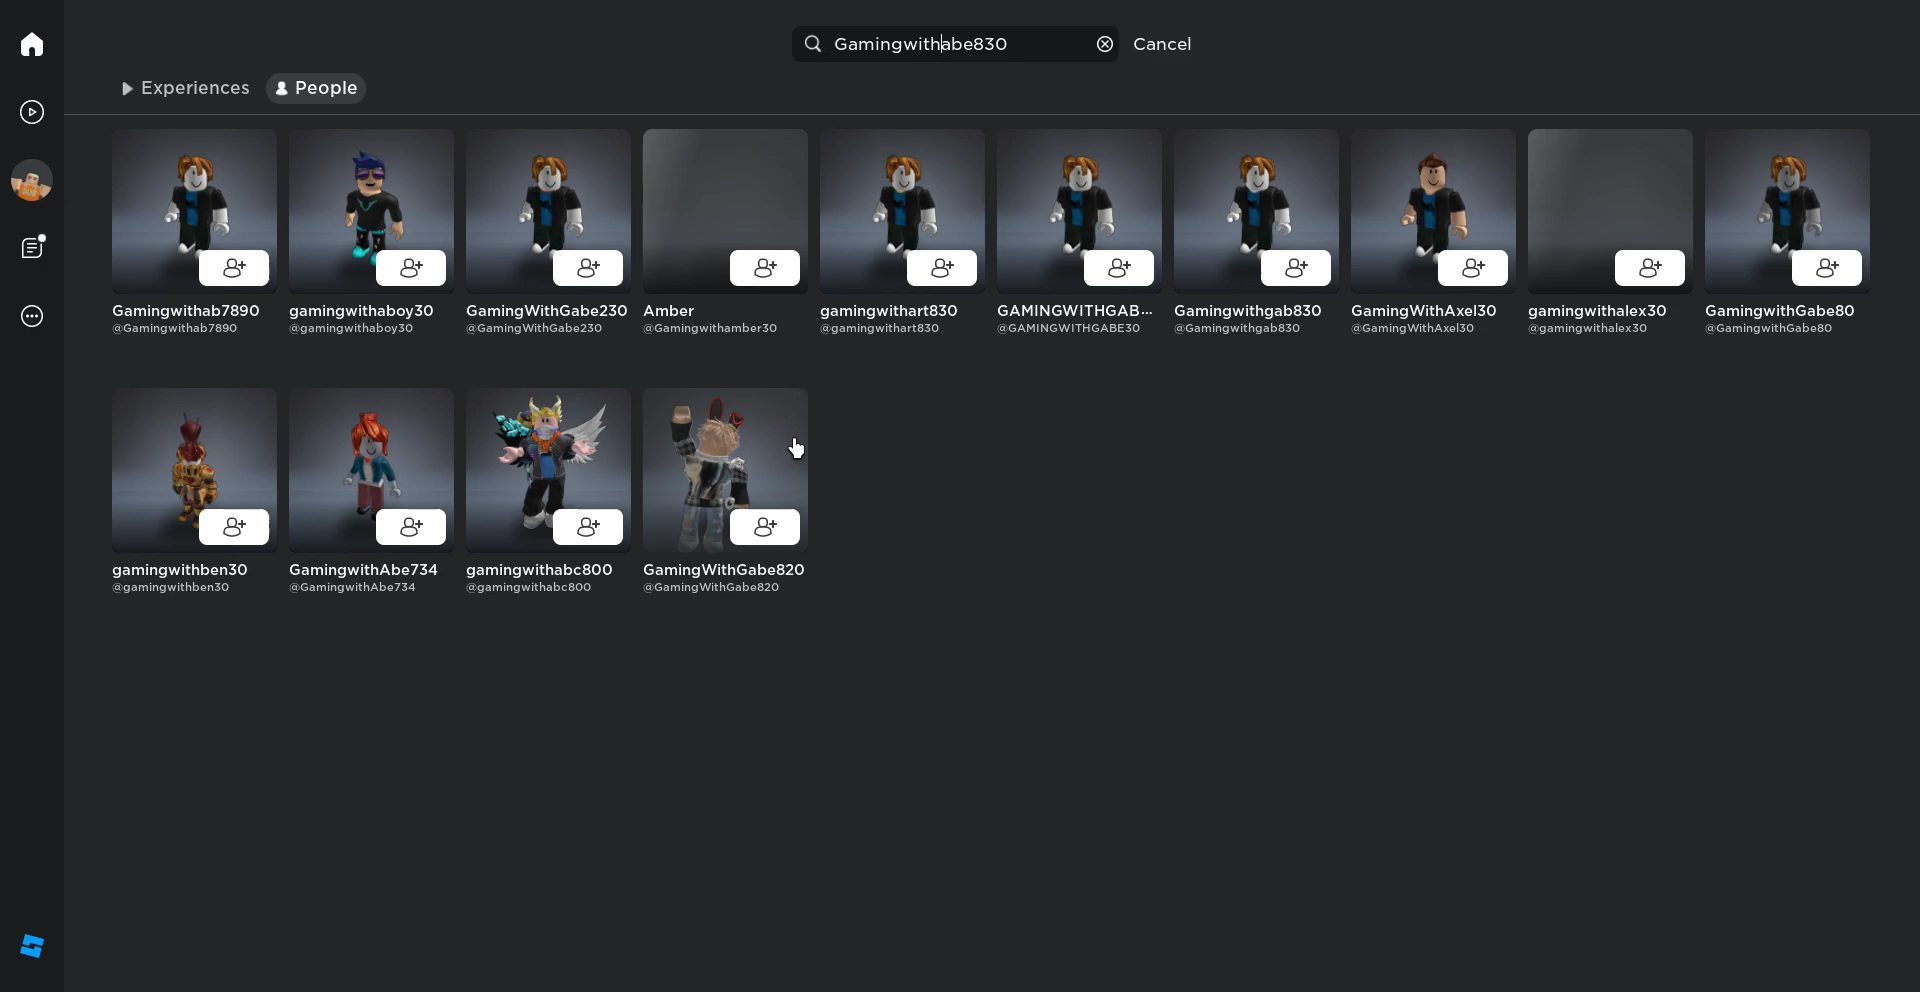 Gamingwithabe830
Cancel
Experiences
People
Gamingwithab7890
@Gamingwithab7890
gamingwithaboy30
@gamingwithaboy30
GamingWithGabe230
@GamingWithGabe230
Amber
@Gamingwithamber30
gamingwithart830
@gamingwithart830
GAMINGWITHGAB...
@GAMINGWITHGABE30
Gamingwithgab830
@Gamingwithgab830
GamingWithAxel30
@GamingWithAxel30
gamingwithalex30
@gamingwithalex30
GamingwithGabe80
@GamingwithGabe80
gamingwithben30
@gamingwithben30
GamingwithAbe734
@GamingwithAbe734
gamingwithabc800
@gamingwithabc800
GamingWithGabe820
@GamingWithGabe820